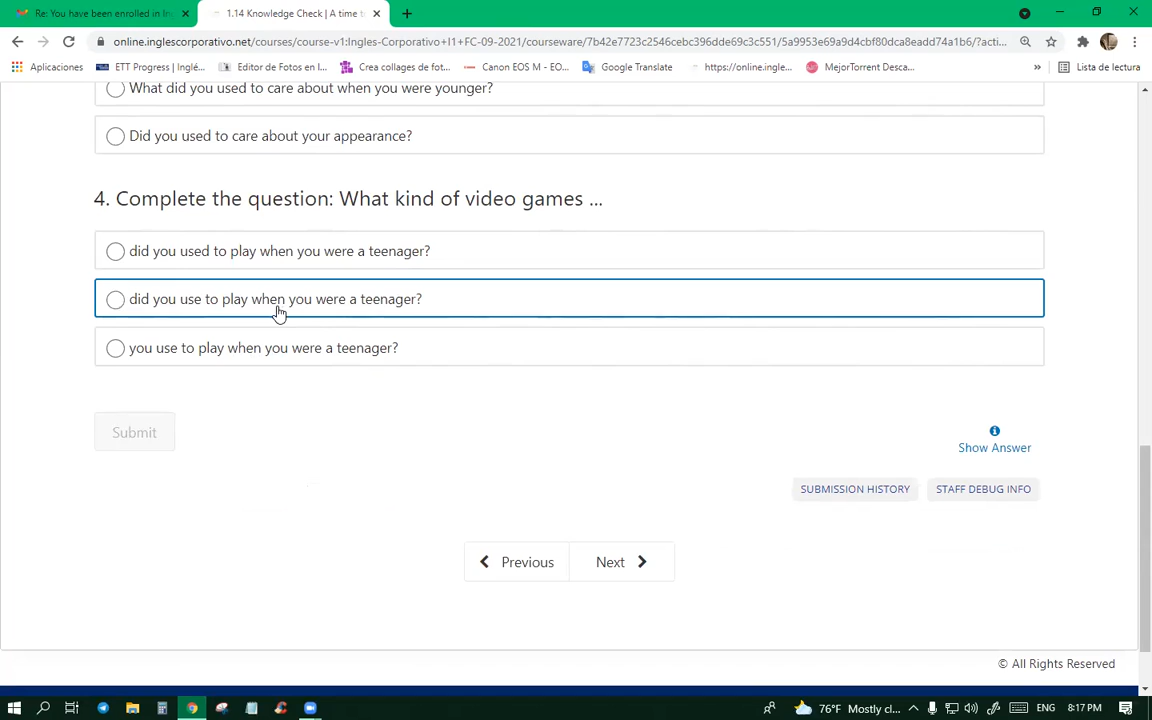 Re: You have been enrolled in In
1.14 Knowledge Check | A time t
online.inglescorporativo.net/courses/course-v1:Ingles-Corporativo+I1+FC-09-2021/courseware/7b42e7723c2546cebc396dde69c3c551/5a9953e69a9d4cbf80dca8eadd74a1b6/?acti...
Aplicaciones
ETT Progress | Inglé...
Editor de Fotos en l...
Crea collages de fot...
Canon EOS M - EO...
Google Translate
https://online.ingle...
MejorTorrent Desca...
»
Lista de lectura
What did you used to care about when you were younger?
Did you used to care about your appearance?
4. Complete the question: What kind of video games ...
did you used to play when you were a teenager?
did you use to play when you were a teenager?
you use to play when you were a teenager?
Submit
Show Answer
SUBMISSION HISTORY
STAFF DEBUG INFO
Previous
Next
© All Rights Reserved
76°F Mostly cl...
ENG
8:17 PM